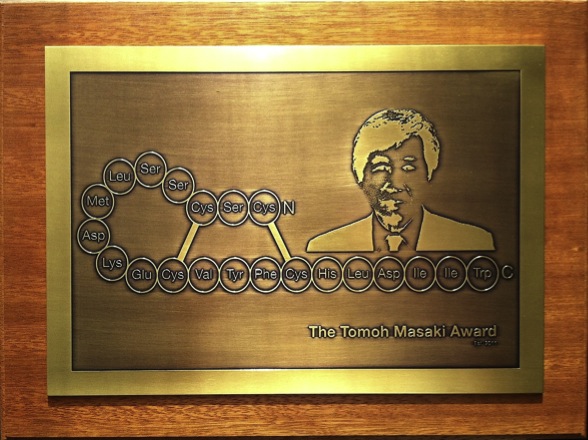 Leu Ser Ser
Met Cys Ser Cys N
Asp
Lys Glu Cys Val Tyr Phe Cys His Leu Asp Ile Ile Trp C
The Tomoh Masaki Award